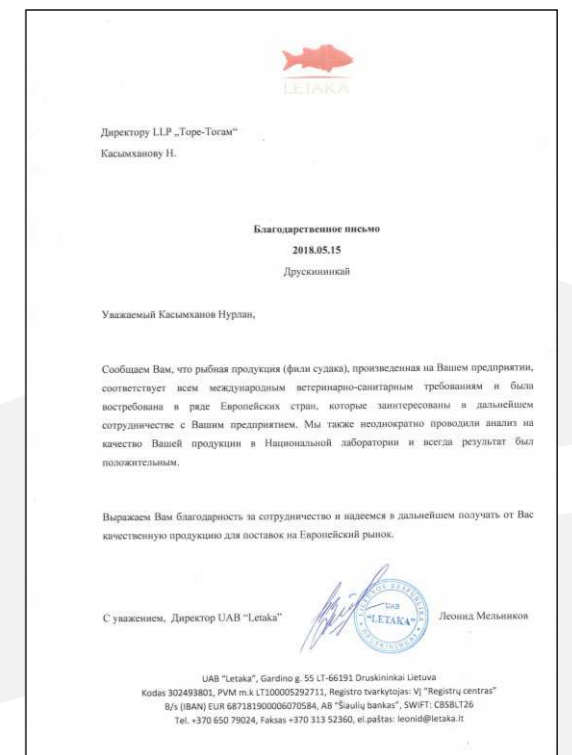 LETAKA
Директору LLP „Торе-Тогам“
Касымханову Н.
Благодарственное письмо
2018.05.15
Друскининкай
Уважаемый Касымханов Нурлан,
Сообщаем Вам, что рыбная продукция (фили судака), произведенная на Вашем предприятии,
соответствует всем международным ветеринарно-санитарным требованиям и была
востребована в ряде Европейских стран, которые заинтересованы в дальнейшем
сотрудничестве с Вашим предприятием. Мы также неоднократно проводили анализ на
качество Вашей продукции в Национальной лаборатории и всегда результат был
положительным.
Выражаем Вам благодарность за сотрудничество и надеемся в дальнейшем получать от Вас
качественную продукцию для поставок на Европейский рынок.
С уважением, Директор UAB “Letaka”
LIETUVOS RESPUBLIKA
UAB
“LETAKA”
DRUSKININKAI
Леонид Мельников
UAB “Letaka”, Gardino g. 55 LT-66191 Druskininkai Lietuva
Kodas 302493801, PVM m.k LT100005292711, Registro tvarkytojas: VĮ “Registrų centras”
B/s (IBAN) EUR 687181900006070584, AB “Šiaulių bankas”, SWIFT: CBSBLT26
Tel. +370 650 79024, Faksas +370 313 52360, el.paštas: leonid@letaka.lt